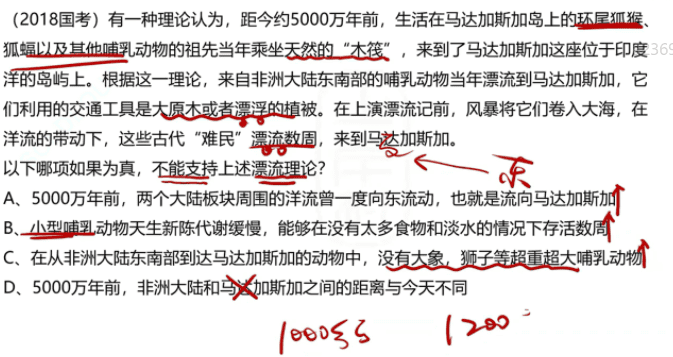 （2018国考）有一种理论认为，距今约5000万年前，生活在马达加斯加岛上的环尾狐猴、
狐蝠以及其他哺乳动物的祖先当年乘坐天然的“木筏”，来到了马达加斯加这座位于印度
洋的岛屿上。根据这一理论，来自非洲大陆东南部的哺乳动物当年漂流到马达加斯加，它
们利用的交通工具是大原木或者漂浮的植被。在上演漂流记前，风暴将它们卷入大海，在
洋流的带动下，这些古代“难民”漂流数周，来到马达加斯加。
以下哪项如果为真，不能支持上述漂流理论？
A、5000万年前，两个大陆板块周围的洋流曾一度向东流动，也就是流向马达加斯加
B、小型哺乳动物天生新陈代谢缓慢，能够在没有太多食物和淡水的情况下存活数周
C、在从非洲大陆东南部到达马达加斯加的动物中，没有大象，狮子等超重超大哺乳动物
D、5000万年前，非洲大陆和马达加斯加之间的距离与今天不同
1000 1200